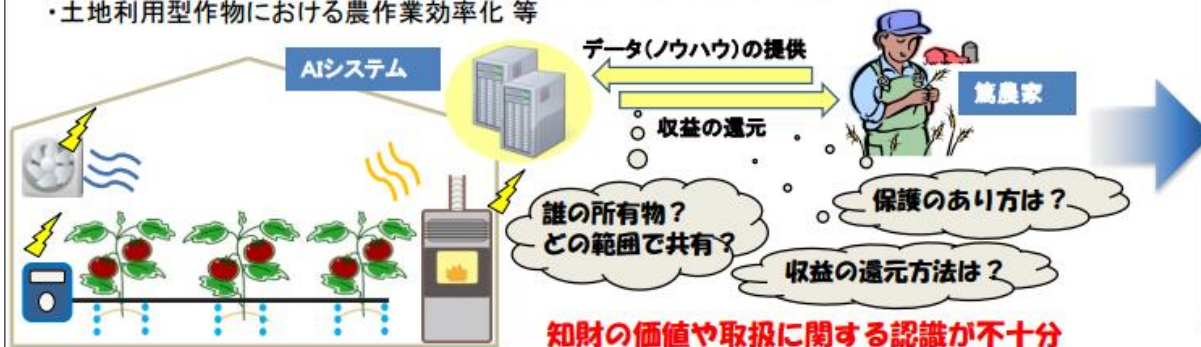 ・土地利用型作物における農作業効率化 等
AIシステム
データ(ノウハウ)の提供
収益の還元
篤農家
誰の所有物？
どの範囲で共有？
保護のあり方は？
収益の還元方法は？
知財の価値や取扱に関する認識が不十分